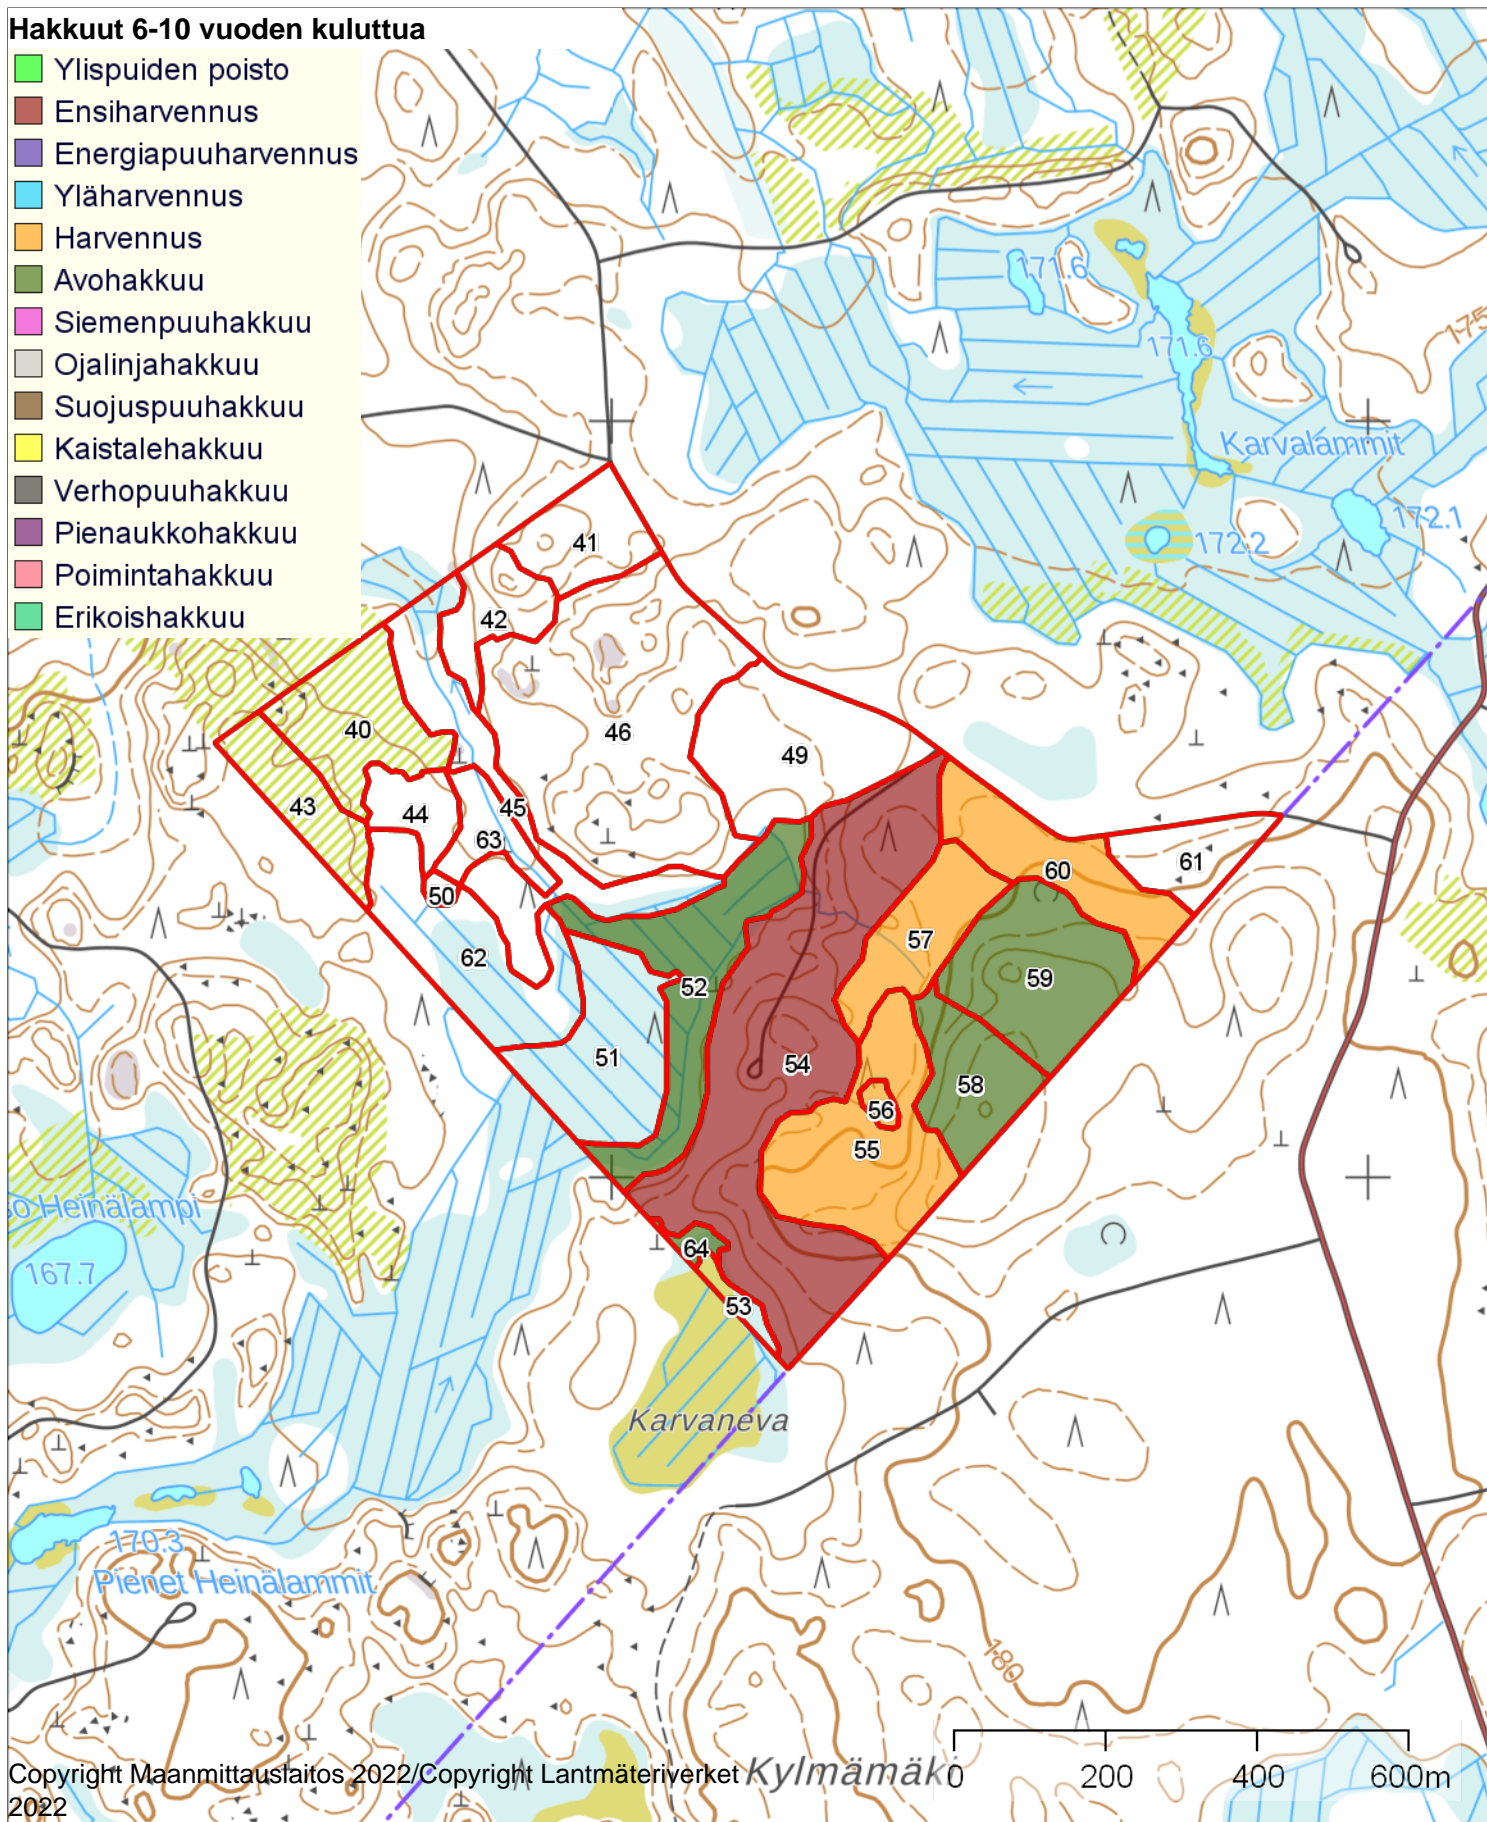 Hakkuut 6-10 vuoden kuluttua
Ylispuiden poisto
Ensiharvennus
Energiapuuharvennus
Yläharvennus
Harvennus
Avohakkuu
Siemenpuuhakkuu
Ojalinjahakkuu
Suojuspuuhakkuu
Kaistalehakkuu
Verhopuuhakkuu
Pienaukkohakkuu
Poimintahakkuu
Erikoishakkuu
171.6
171.6
175
Karvalammit
172.1
172.2
41
42
40
46
49
43
44
45
63
61
60
50
57
62
52
59
51
54
58
56
55
so Heinälampi
64
167.7
53
Karvaneva
170.3
Pienet Heinälammit
180
Kylmämäki
0 200 400 600m
Copyright Maanmittauslaitos 2022/Copyright Lantmäteriverket
2022